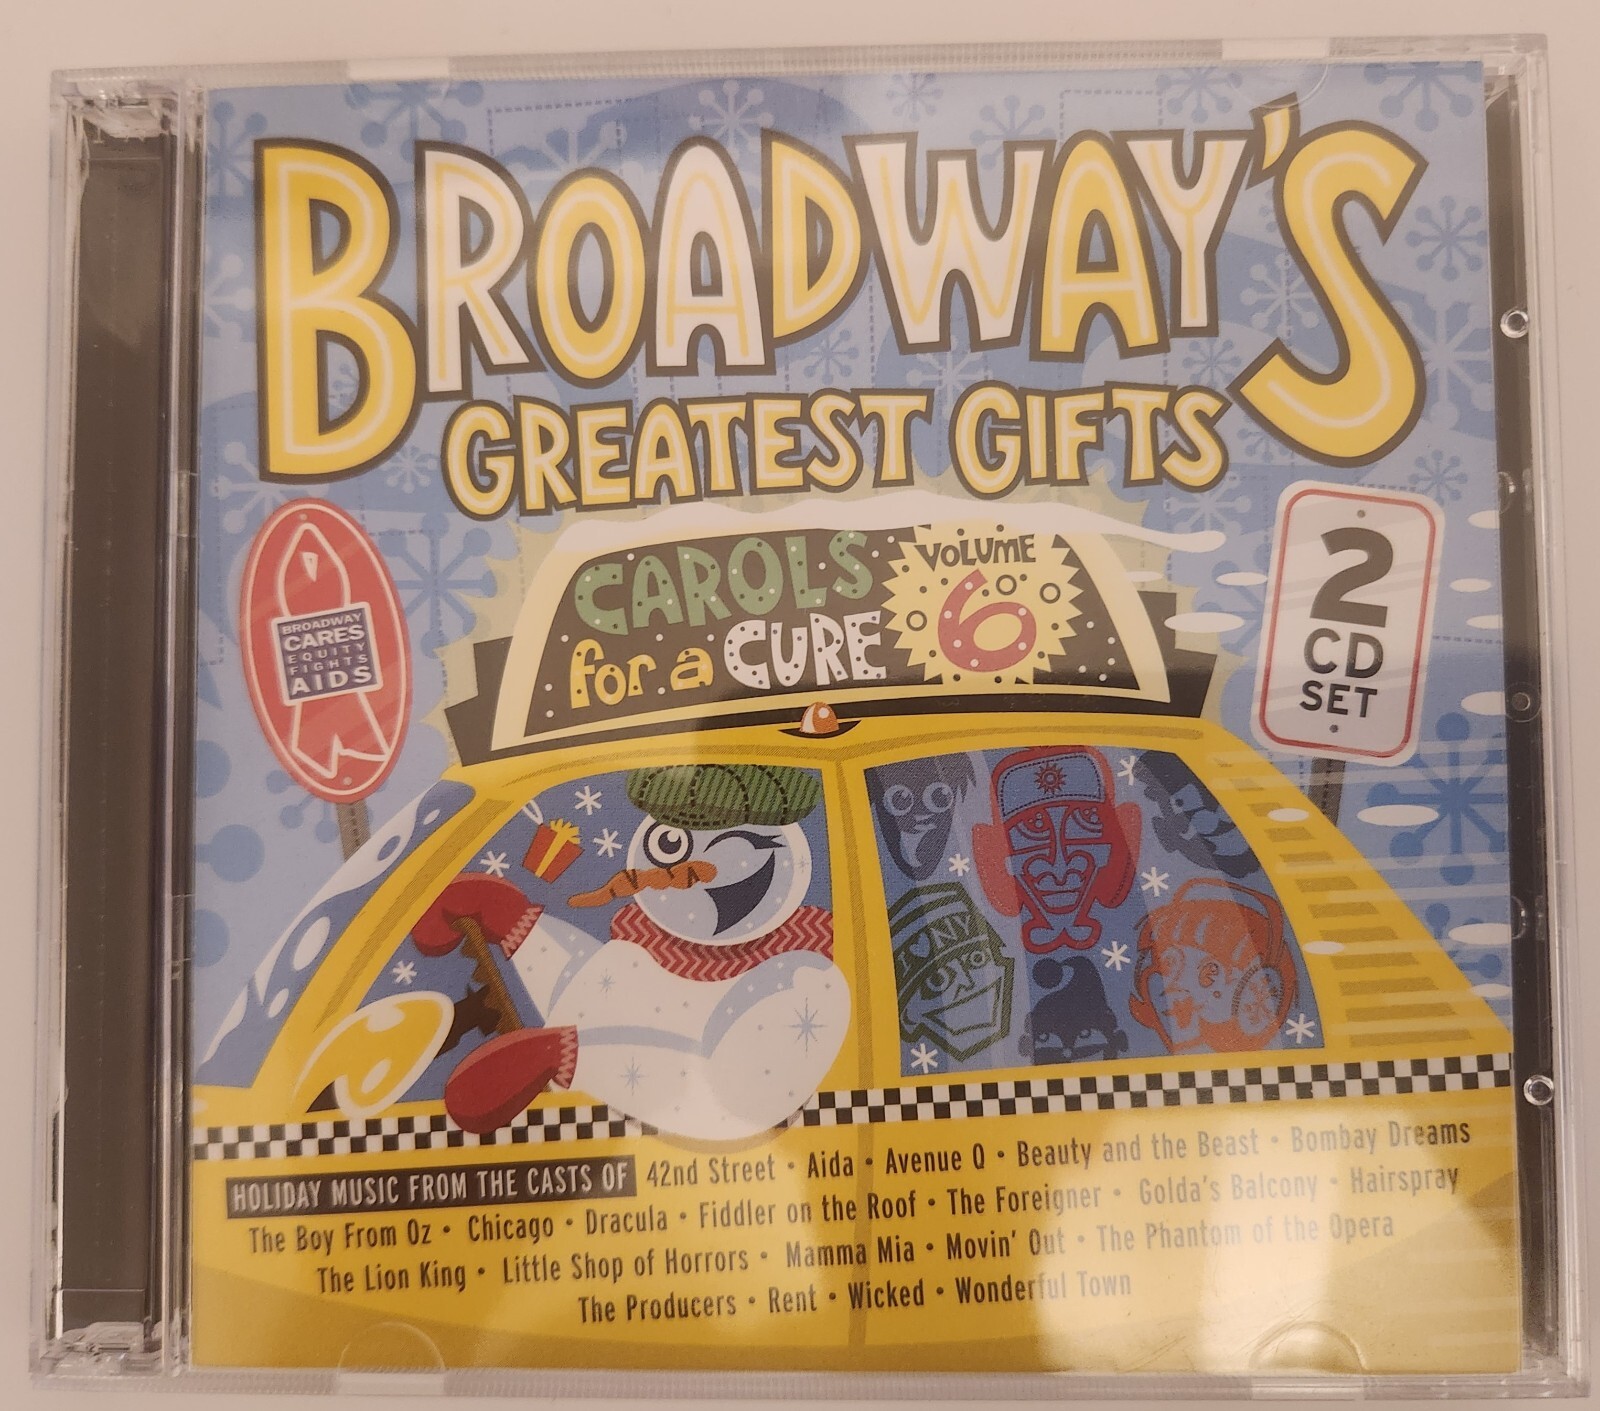 BROADWAY'S
GREATEST GIFTS
CAROLS
for a CURE
VOLUME
6
BROADWAY
CARES
EQUITY
FIGHTS
AIDS
2
CD
SET
I ♥ NY
HOLIDAY MUSIC FROM THE CASTS OF 42nd Street • Aida • Avenue Q • Beauty and the Beast • Bombay Dreams
The Boy From Oz • Chicago • Dracula • Fiddler on the Roof • The Foreigner • Golda's Balcony • Hairspray
The Lion King • Little Shop of Horrors • Mamma Mia • Movin' Out • The Phantom of the Opera
The Producers • Rent • Wicked • Wonderful Town